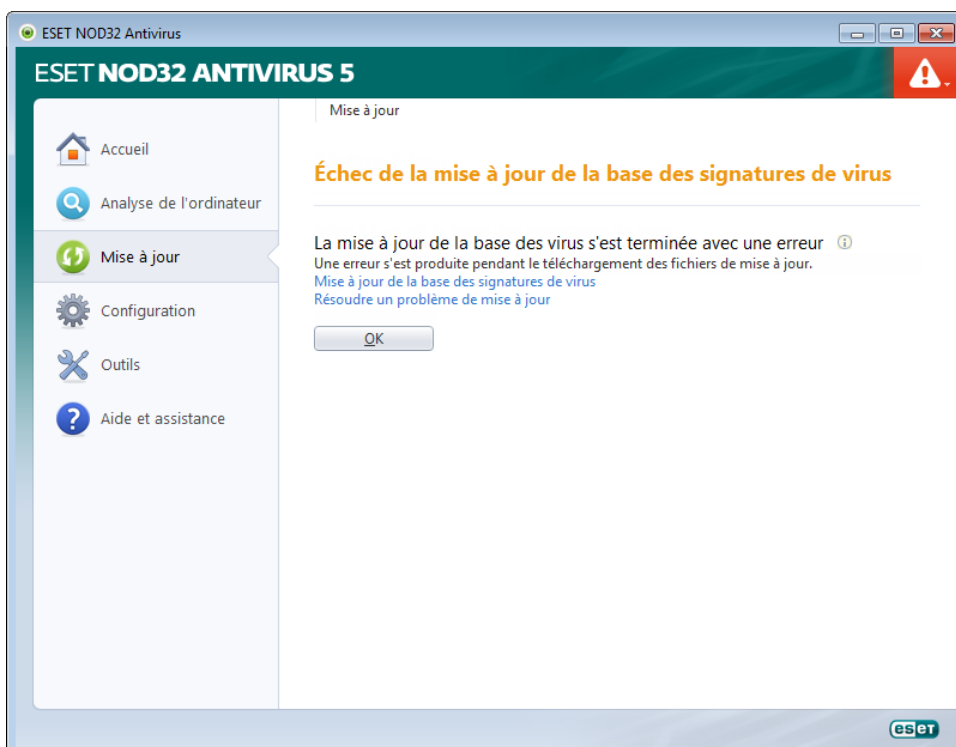 ESET NOD32 Antivirus
ESET NOD32 ANTIVIRUS 5
Mise à jour
Accueil
Analyse de l'ordinateur
Mise à jour
Configuration
Outils
Aide et assistance
Échec de la mise à jour de la base des signatures de virus
La mise à jour de la base des virus s'est terminée avec une erreur
Une erreur s'est produite pendant le téléchargement des fichiers de mise à jour.
Mise à jour de la base des signatures de virus
Résoudre un problème de mise à jour
OK
eseT